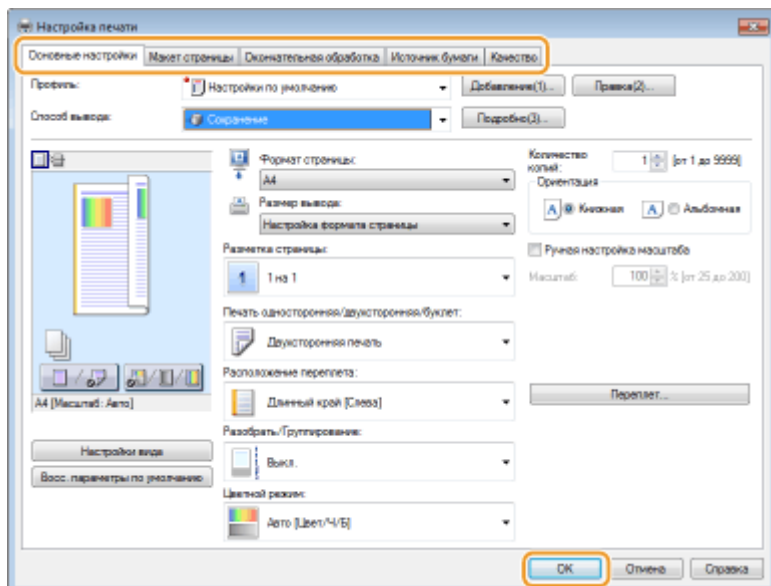 Настройка печати
Основные настройки Макет страницы Окончательная обработка Источник бумаги Качество
Профиль: Настройки по умолчанию Добавление(1)... Правка(2)...
Способ вывода: Сохранение Подробно(3)...
Формат страницы:
A4
Размер вывода:
Настройка формата страницы
Разметка страницы:
1
1 на 1
Печать односторонняя/двухсторонняя/буклет:
Двухсторонняя печать
Расположение переплета:
Длинный край [Слева]
Разобрать/Группирование:
Выкл.
Цветной режим:
Авто [Цвет/Ч/Б]
Количество копий: 1 [от 1 до 9999]
Ориентация
A Книжная A Альбомная
Ручная настройка масштаба
Масштаб: 100 % [от 25 до 200]
Переплет...
A4 [Масштаб: Авто]
Настройки вида
Восс. параметры по умолчанию
OK Отмена Справка